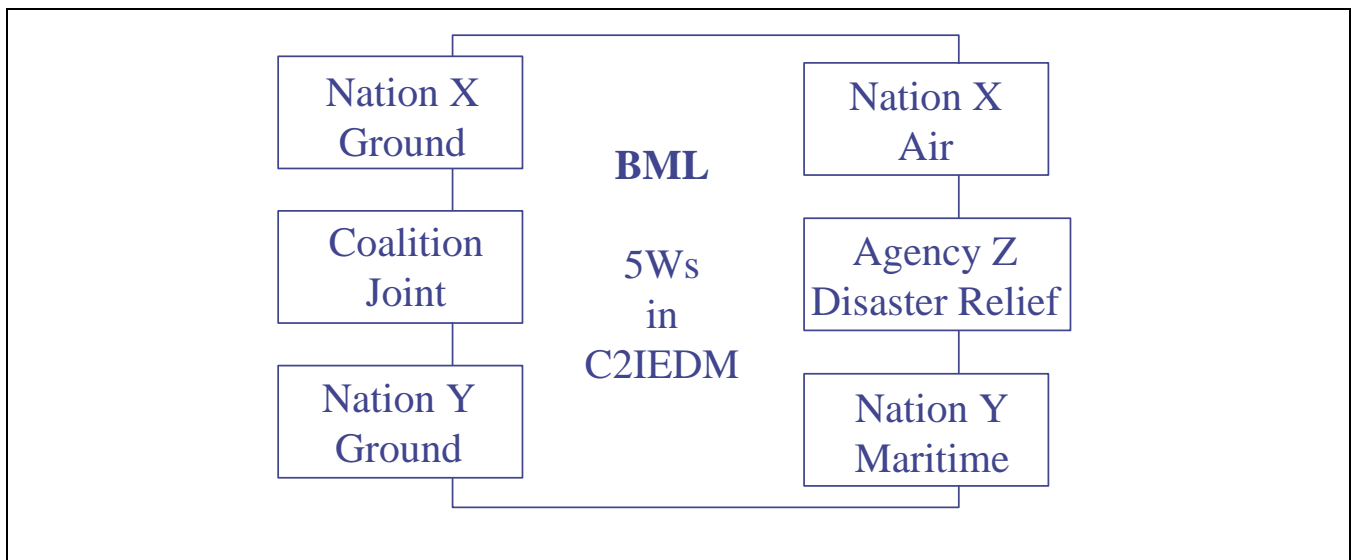 Nation X
Ground
Coalition
Joint
Nation Y
Ground
BML
5Ws
in
C2IEDM
Nation X
Air
Agency Z
Disaster Relief
Nation Y
Maritime